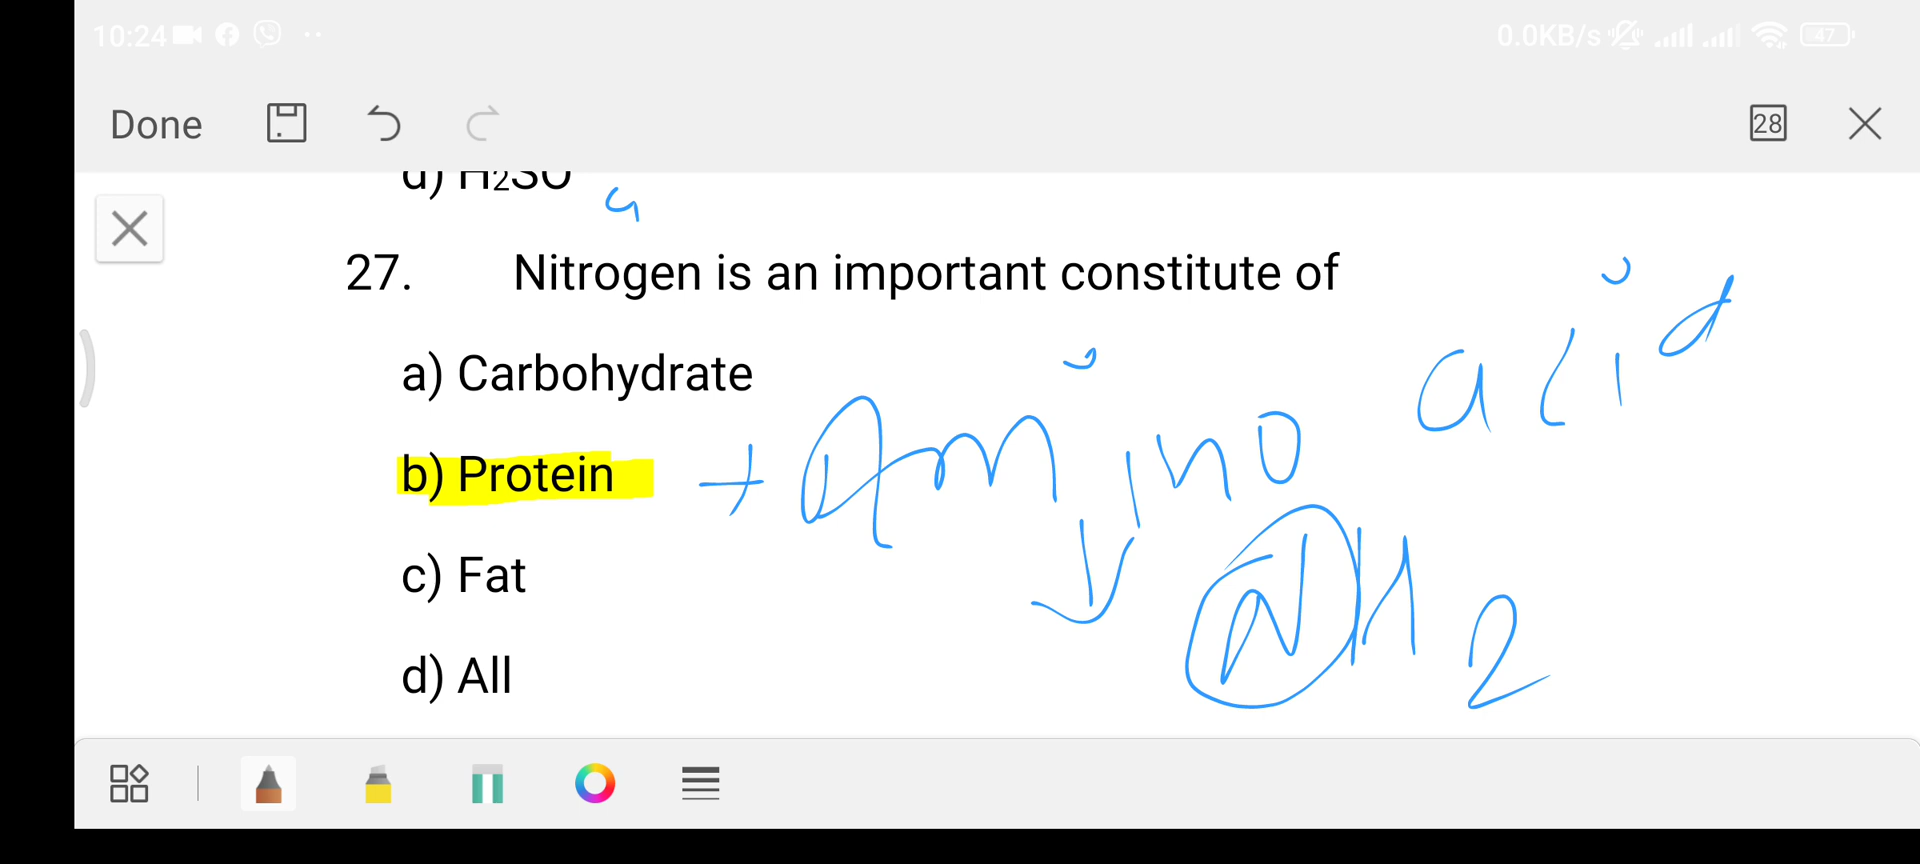 10:24 0.0KB/s 47
Done 28
d) H2SO 4
27. Nitrogen is an important constitute of
a) Carbohydrate
b) Protein + Amino acid
NH2
c) Fat
d) All